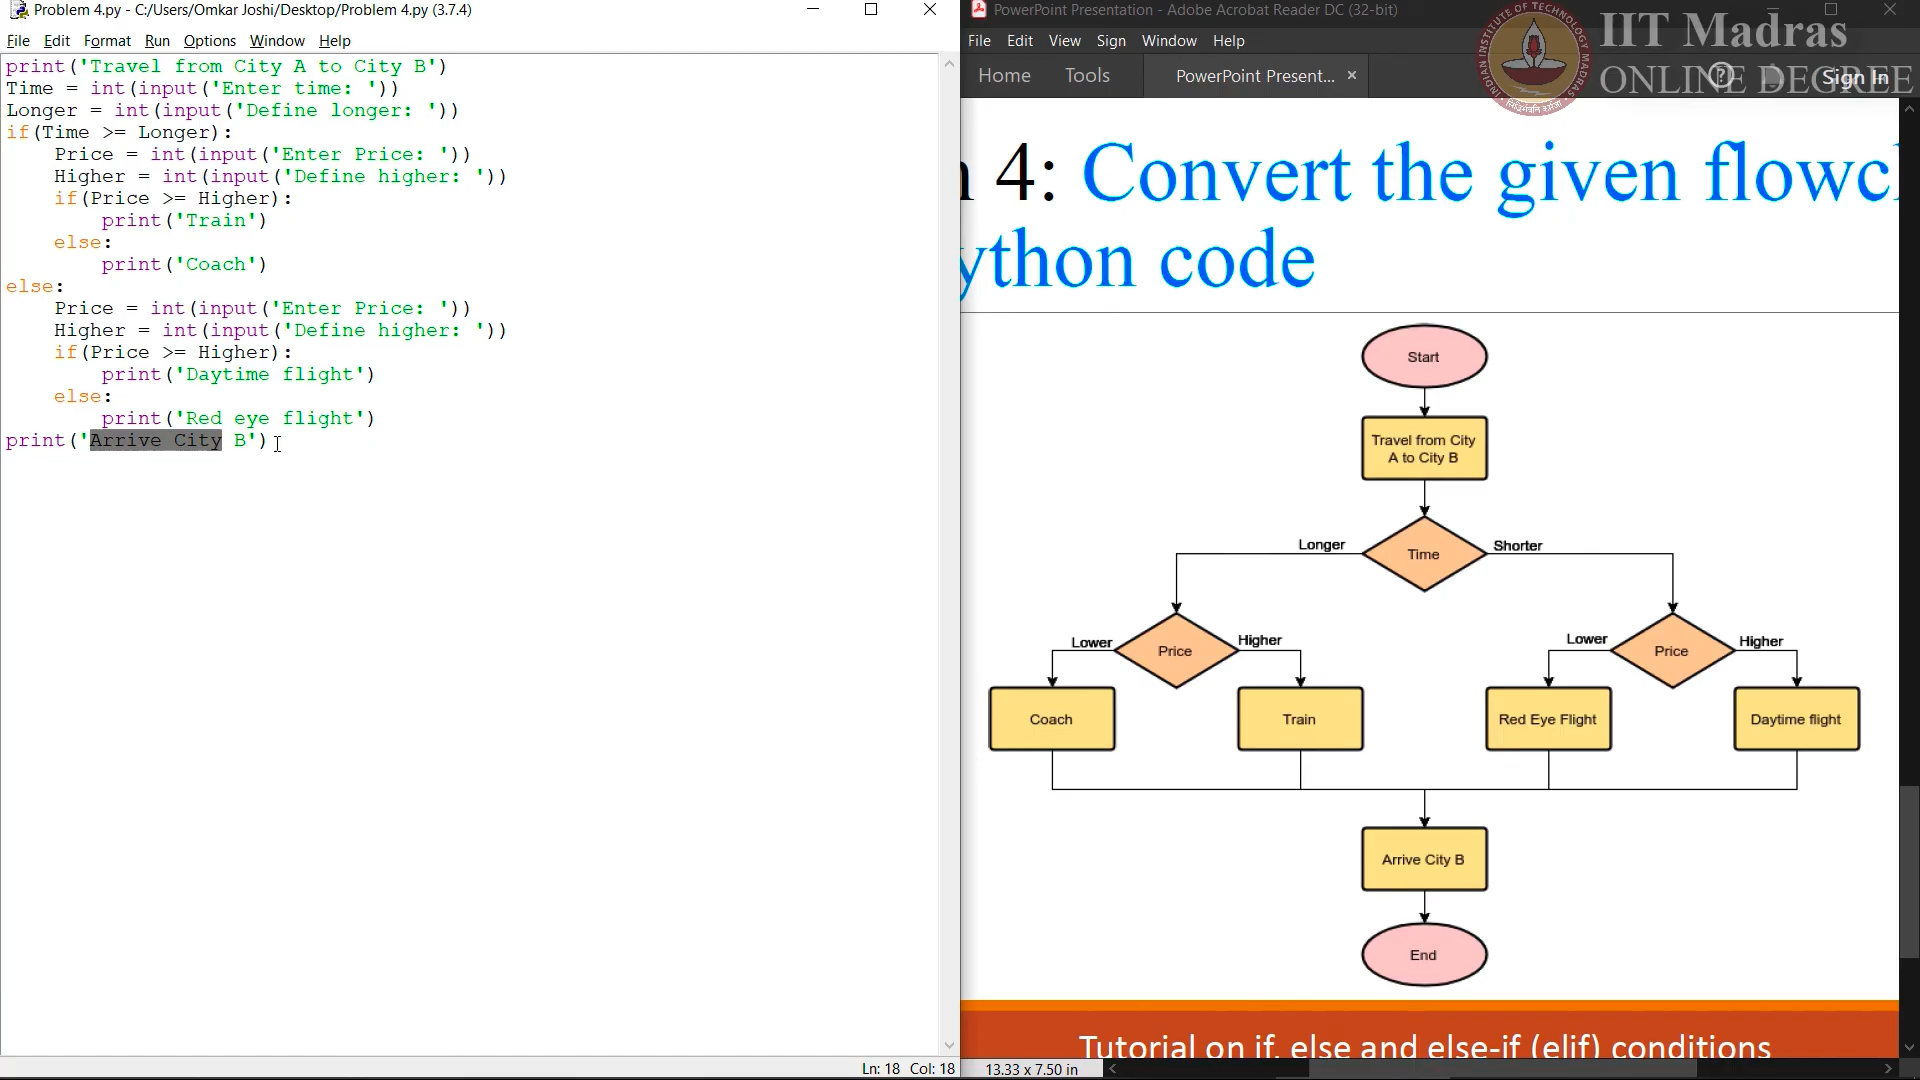 Problem 4.py - C:/Users/Omkar Joshi/Desktop/Problem 4.py (3.7.4)
File Edit Format Run Options Window Help
print('Travel from City A to City B')
Time = int(input('Enter time: '))
Longer = int(input('Define longer: '))
if(Time >= Longer):
    Price = int(input('Enter Price: '))
    Higher = int(input('Define higher: '))
    if(Price >= Higher):
        print('Train')
    else:
        print('Coach')
else:
    Price = int(input('Enter Price: '))
    Higher = int(input('Define higher: '))
    if(Price >= Higher):
        print('Daytime flight')
    else:
        print('Red eye flight')
print('Arrive City B')
Ln: 18 Col: 18
PowerPoint Presentation - Adobe Acrobat Reader DC (32-bit)
File Edit View Sign Window Help
Home Tools PowerPoint Present... ×
Sign In
IIT Madras
ONLINE DEGREE
INDIAN INSTITUTE OF TECHNOLOGY MADRAS
4: Convert the given flowc
ython code
Start
Travel from City
A to City B
Longer Time Shorter
Lower Price Higher
Lower Price Higher
Coach
Train
Red Eye Flight
Daytime flight
Arrive City B
End
Tutorial on if, else and else-if (elif) conditions
13.33 x 7.50 in